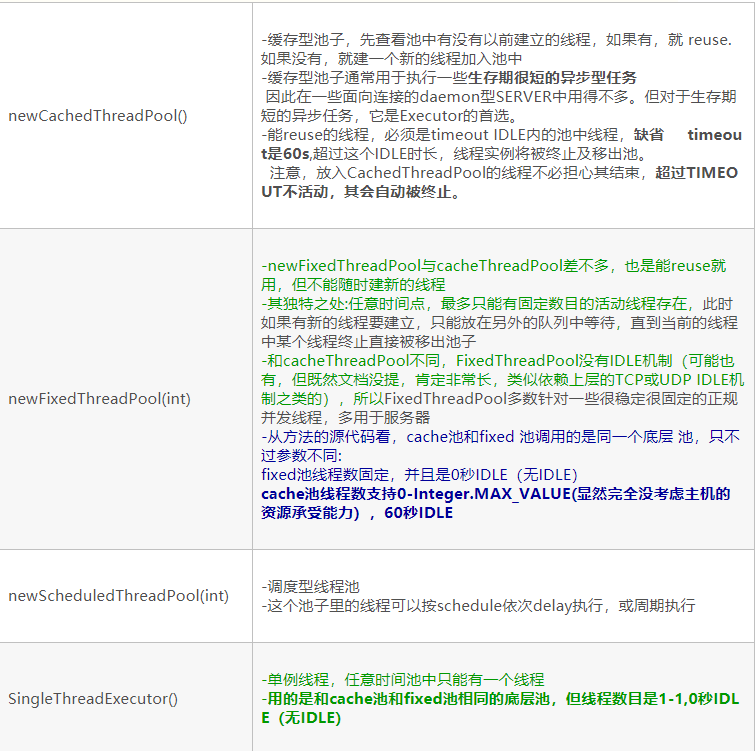 newCachedThreadPool()
-缓存型池子，先查看池中有没有以前建立的线程，如果有，就 reuse.
如果没有，就建一个新的线程加入池中
-缓存型池子通常用于执行一些生存期很短的异步型任务
因此在一些面向连接的daemon型SERVER中用得不多。但对于生存期
短的异步任务，它是Executor的首选。
-能reuse的线程，必须是timeout IDLE内的池中线程，缺省 timeou
t是60s,超过这个IDLE时长，线程实例将被终止及移出池。
注意，放入CachedThreadPool的线程不必担心其结束，超过TIMEO
UT不活动，其会自动被终止。
newFixedThreadPool(int)
-newFixedThreadPool与cacheThreadPool差不多，也是能reuse就
用，但不能随时建新的线程
-其独特之处:任意时间点，最多只能有固定数目的活动线程存在，此时
如果有新的线程要建立，只能放在另外的队列中等待，直到当前的线程
中某个线程终止直接被移出池子
-和cacheThreadPool不同，FixedThreadPool没有IDLE机制（可能也
有，但既然文档没提，肯定非常长，类似依赖上层的TCP或UDP IDLE机
制之类的），所以FixedThreadPool多数针对一些很稳定很固定的正规
并发线程，多用于服务器
-从方法的源代码看，cache池和fixed 池调用的是同一个底层 池，只不
过参数不同:
fixed池线程数固定，并且是0秒IDLE（无IDLE）
cache池线程数支持0-Integer.MAX_VALUE(显然完全没考虑主机的
资源承受能力），60秒IDLE
newScheduledThreadPool(int)
-调度型线程池
-这个池子里的线程可以按schedule依次delay执行，或周期执行
SingleThreadExecutor()
-单例线程，任意时间池中只能有一个线程
-用的是和cache池和fixed池相同的底层池，但线程数目是1-1,0秒IDL
E（无IDLE）